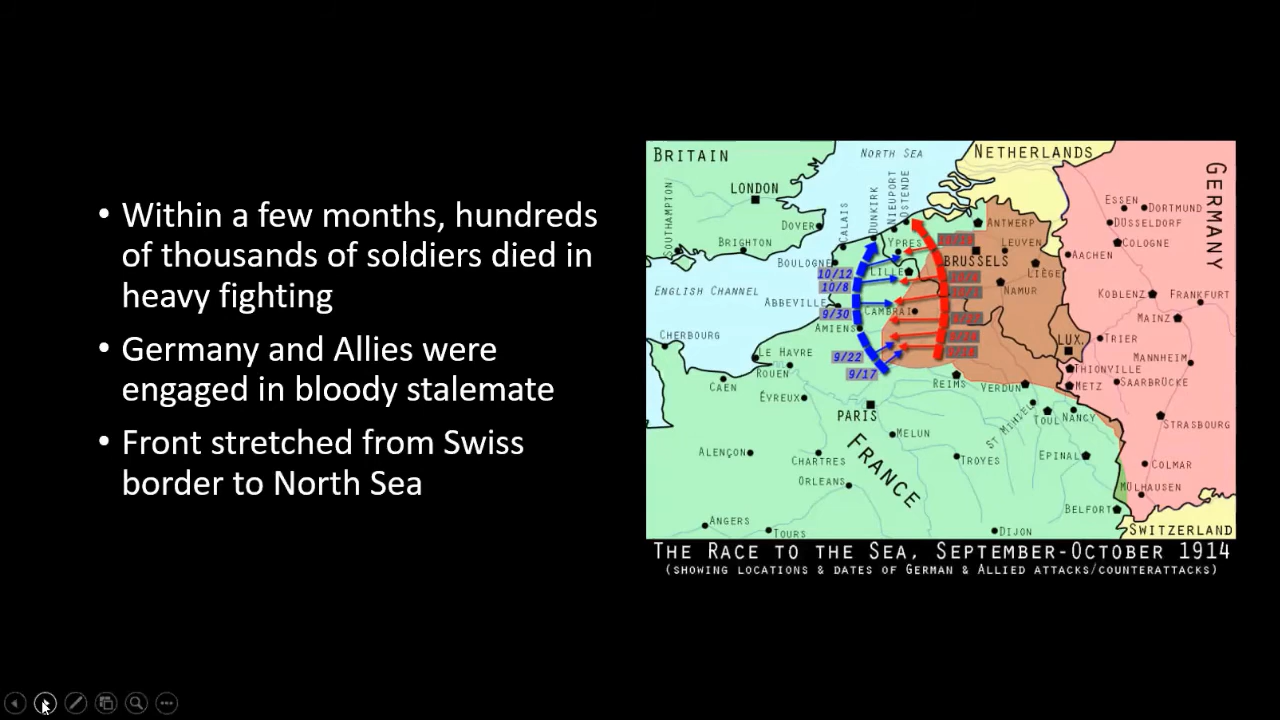 • Within a few months, hundreds
of thousands of soldiers died in
heavy fighting
• Germany and Allies were
engaged in bloody stalemate
• Front stretched from Swiss
border to North Sea
BRITAIN
NORTH SEA
NETHERLANDS
GERMANY
LONDON
SOUTHAMPTON
DOVER
BRIGHTON
CALAIS
DUNKIRK
NIEUPORT
OSTENDE
ANTWERP
ESSEN
DORTMUND
DÜSSELDORF
COLOGNE
YPRES
LEUVEN
BRUSSELS
AACHEN
BOULOGNE
LILLE
LIÈGE
10/12
10/8
ENGLISH CHANNEL
NAMUR
KOBLENZ
FRANKFURT
ABBEVILLE
9/30
CAMBRAI
MAINZ
AMIENS
CHERBOURG
LUX.
TRIER
LE HAVRE
9/22
MANNHEIM
ROUEN
9/17
THIONVILLE
CAEN
REIMS
VERDUN
METZ
SAARBRÜCKE
ÉVREUX
PARIS
ST MIHIEL
TOUL
NANCY
STRASBOURG
MELUN
FRANCE
ALENÇON
CHARTRES
TROYES
EPINAL
COLMAR
ORLEANS
MÜLHAUSEN
BELFORT
ANGERS
TOURS
DIJON
SWITZERLAND
THE RACE TO THE SEA, SEPTEMBER-OCTOBER 1914
(SHOWING LOCATIONS & DATES OF GERMAN & ALLIED ATTACKS/COUNTERATTACKS)